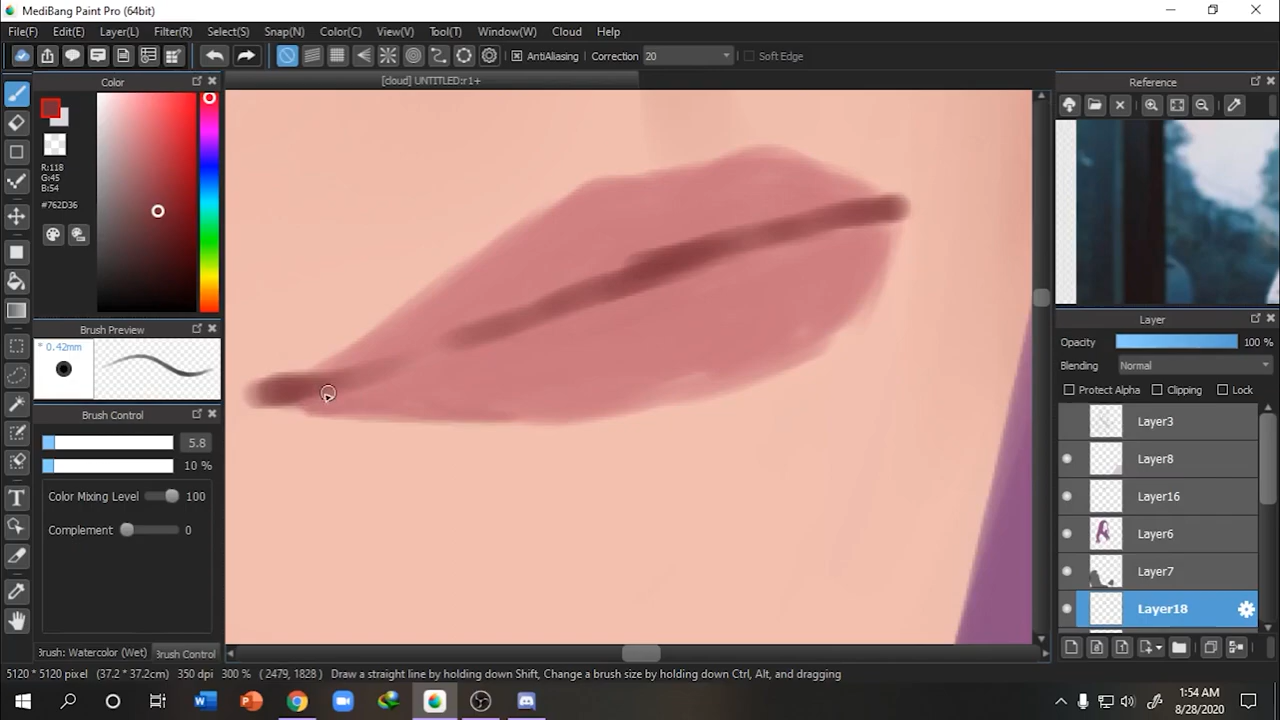 MediBang Paint Pro (64bit)
File(F) Edit(E) Layer(L) Filter(R) Select(S) Snap(N) Color(C) View(V) Tool(T) Window(W) Cloud Help
AntiAliasing Correction 20 Soft Edge
Color
[cloud] UNTITLED:r1+
Reference
R:118
G:45
B:54
#762D36
Brush Preview
* 0.42mm
Layer
Opacity 100 %
Blending Normal
Protect Alpha Clipping Lock
Brush Control
5.8
10 %
Color Mixing Level 100
Complement 0
Layer3
Layer8
Layer16
Layer6
Layer7
Layer18
Brush: Watercolor (Wet) Brush Control
5120 * 5120 pixel (37.2 * 37.2cm) 350 dpi 300 % ( 2479, 1828 ) Draw a straight line by holding down Shift, Change a brush size by holding down Ctrl, Alt, and dragging
1:54 AM
8/28/2020